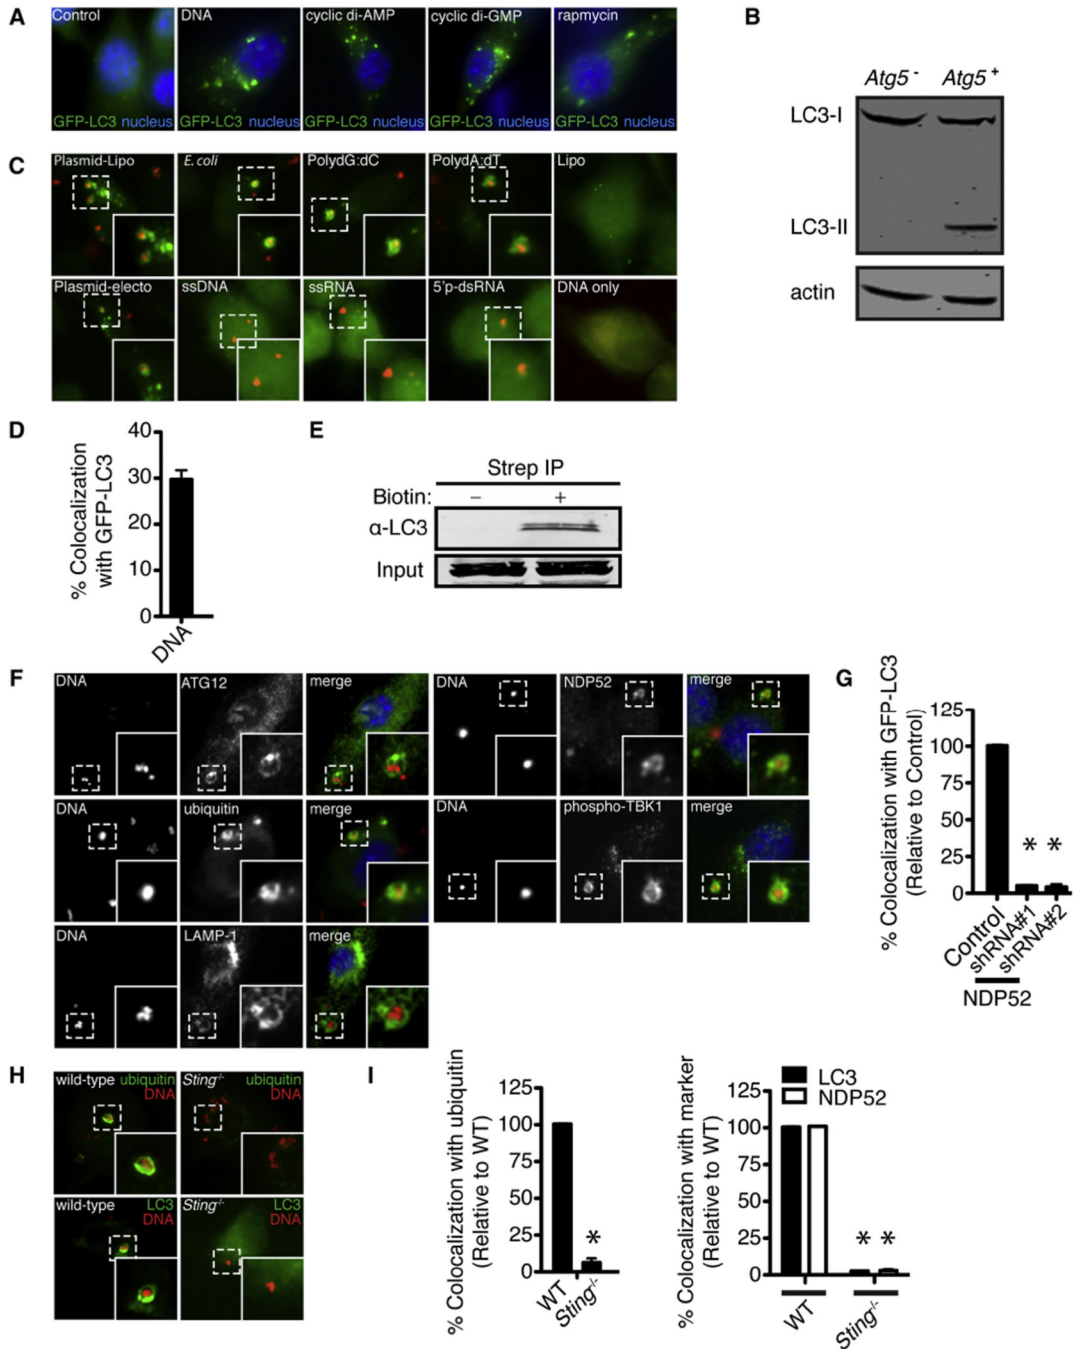 A
Control
GFP-LC3 nucleus
DNA
GFP-LC3 nucleus
cyclic di-AMP
GFP-LC3 nucleus
cyclic di-GMP
GFP-LC3 nucleus
rapmycin
GFP-LC3 nucleus
B
Atg5 - Atg5 +
LC3-I
LC3-II
actin
C
Plasmid-Lipo
E. coli
PolydG:dC
PolydA:dT
Lipo
Plasmid-electo
ssDNA
ssRNA
5'p-dsRNA
DNA only
D
% Colocalization
with GFP-LC3
40
30
20
10
0
DNA
E
Strep IP
Biotin: – +
α-LC3
Input
F
DNA
ATG12
merge
DNA
NDP52
merge
DNA
ubiquitin
merge
DNA
phospho-TBK1
merge
DNA
LAMP-1
merge
G
% Colocalization with GFP-LC3
(Relative to Control)
125
100
75
50
25
0
* *
Control
shRNA#1
shRNA#2
NDP52
H
wild-type ubiquitin
DNA
Sting-/- ubiquitin
DNA
wild-type LC3
DNA
Sting-/- LC3
DNA
I
% Colocalization with ubiquitin
(Relative to WT)
125
100
75
50
25
0
*
WT
Sting-/-
% Colocalization with marker
(Relative to WT)
LC3
NDP52
125
100
75
50
25
0
* *
WT
Sting-/-